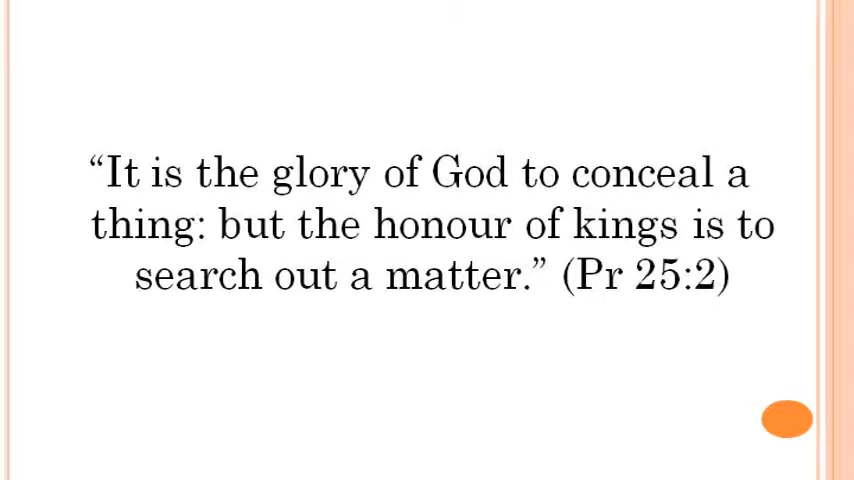 “It is the glory of God to conceal a
thing: but the honour of kings is to
search out a matter.” (Pr 25:2)